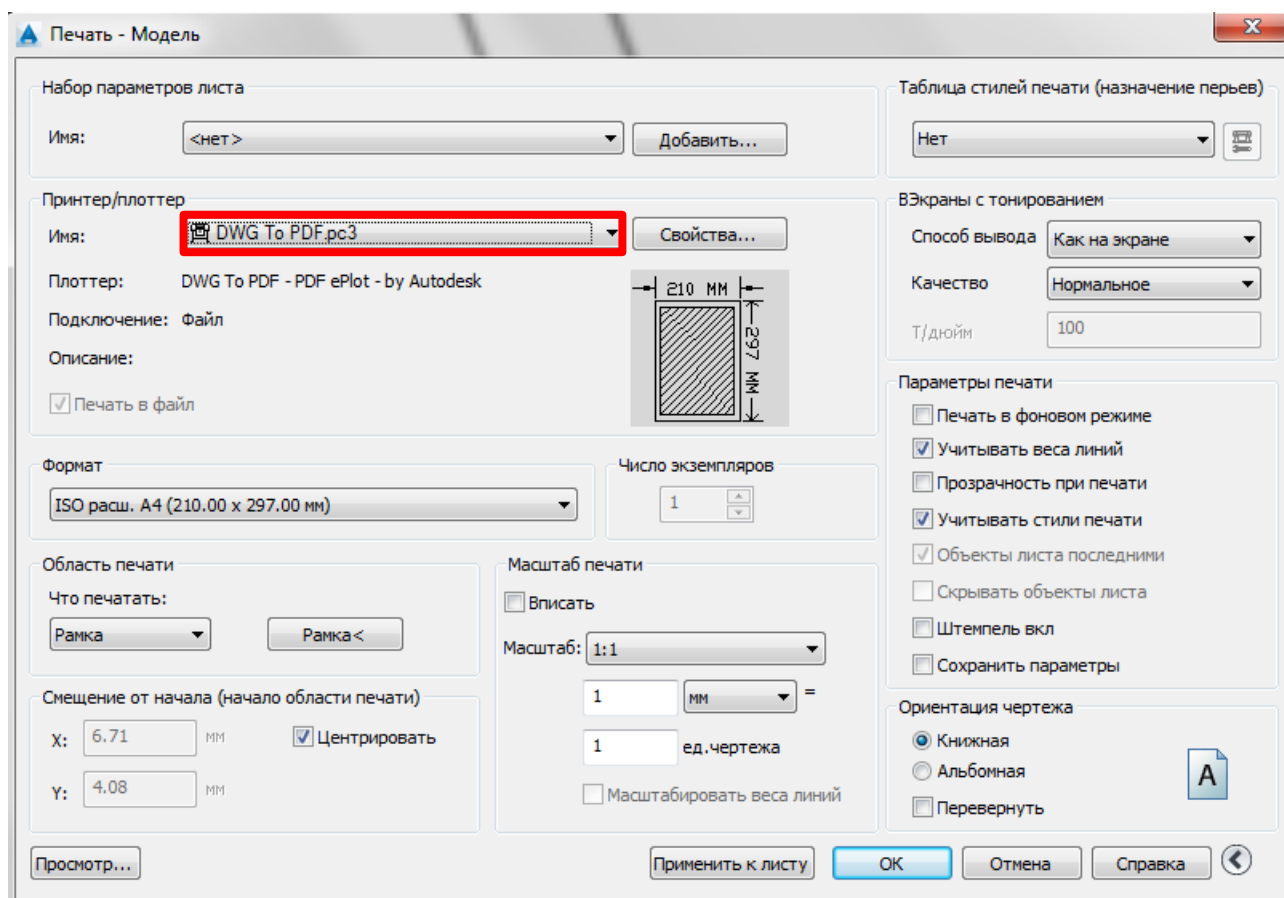 Печать - Модель
Набор параметров листа
Имя:
<нет>
Добавить...
Таблица стилей печати (назначение перьев)
Нет
Принтер/плоттер
Имя:
DWG To PDF.pc3
Свойства...
Плоттер:
DWG To PDF - PDF ePlot - by Autodesk
Подключение:
Файл
Описание:
Печать в файл
210 MM
297 MM
ВЭкраны с тонированием
Способ вывода
Как на экране
Качество
Нормальное
Т/дюйм
100
Формат
ISO расш. A4 (210.00 x 297.00 мм)
Число экземпляров
1
Параметры печати
Печать в фоновом режиме
Учитывать веса линий
Прозрачность при печати
Учитывать стили печати
Объекты листа последними
Скрывать объекты листа
Штемпель вкл
Сохранить параметры
Область печати
Что печатать:
Рамка
Рамка<
Масштаб печати
Вписать
Масштаб:
1:1
1
мм
=
1
ед.чертежа
Масштабировать веса линий
Смещение от начала (начало области печати)
X:
6.71
мм
Центрировать
Y:
4.08
мм
Ориентация чертежа
Книжная
Альбомная
Перевернуть
A
Просмотр...
Применить к листу
ОК
Отмена
Справка